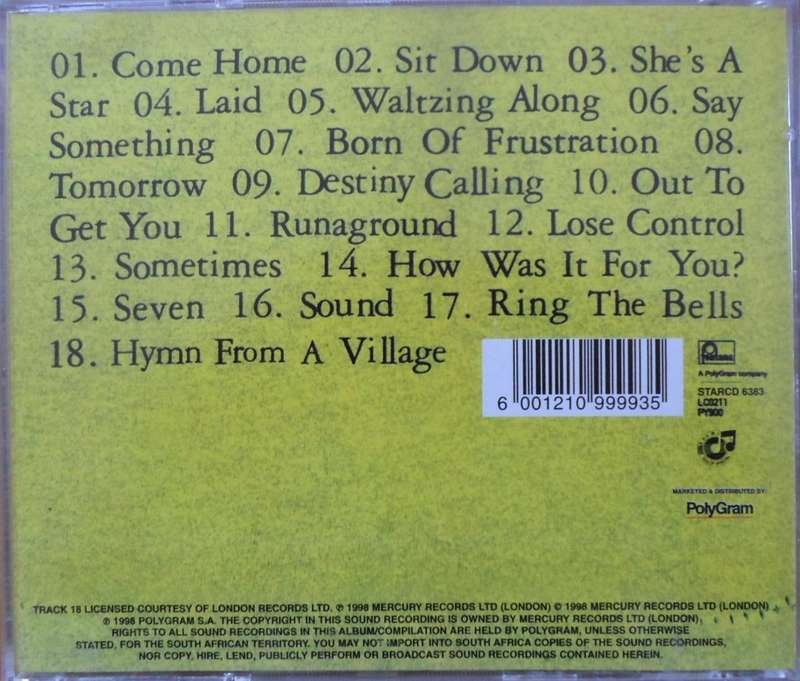 01. Come Home 02. Sit Down 03. She's A
Star 04. Laid 05. Waltzing Along 06. Say
Something 07. Born Of Frustration 08.
Tomorrow 09. Destiny Calling 10. Out To
Get You 11. Runaground 12. Lose Control
13. Sometimes 14. How Was It For You?
15. Seven 16. Sound 17. Ring The Bells
18. Hymn From A Village
6 001210 999935
A PolyGram company
STARCD 6383
LC0211
PY900
MARKETED & DISTRIBUTED BY:
PolyGram
TRACK 18 LICENSED COURTESY OF LONDON RECORDS LTD. ℗ 1998 MERCURY RECORDS LTD (LONDON) © 1998 MERCURY RECORDS LTD (LONDON)
℗ 1998 POLYGRAM S.A. THE COPYRIGHT IN THIS SOUND RECORDING IS OWNED BY MERCURY RECORDS LTD (LONDON),
RIGHTS TO ALL SOUND RECORDINGS IN THIS ALBUM/COMPILATION ARE HELD BY POLYGRAM, UNLESS OTHERWISE
STATED, FOR THE SOUTH AFRICAN TERRITORY. YOU MAY NOT IMPORT INTO SOUTH AFRICA COPIES OF THE SOUND RECORDINGS,
NOR COPY, HIRE, LEND, PUBLICLY PERFORM OR BROADCAST SOUND RECORDINGS CONTAINED HEREIN.